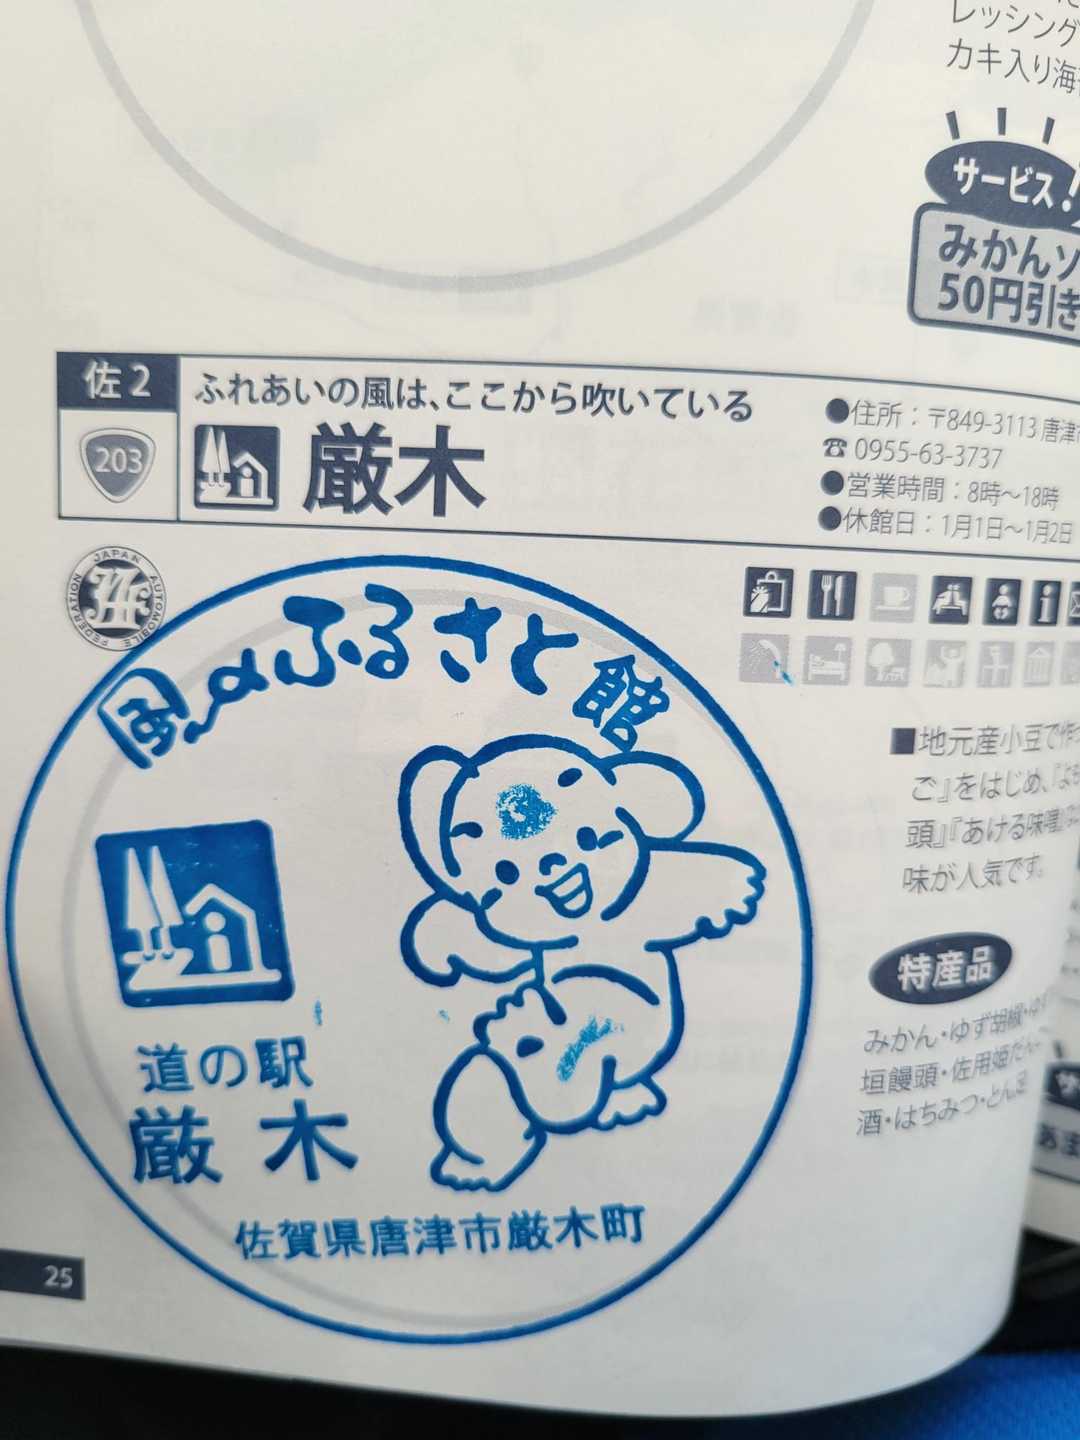 レッシング
カキ入り海
サービス!
みかんソ
50円引き
佐2
203
ふれあいの風は、ここから吹いている
厳木
●住所：〒849-3113 唐津
☎ 0955-63-3737
●営業時間：8時～18時
●休館日：1月1日～1月2日
JAPAN AUTOMOBILE FEDERATION
風のふるさと館
道の駅
厳木
佐賀県唐津市厳木町
■地元産小豆で作
ご』をはじめ、『よも
頭』『あける味噌』
味が人気です。
特産品
みかん・ゆず胡椒・ゆ
垣饅頭・佐用姫だん
酒・はちみつ・とん足
25